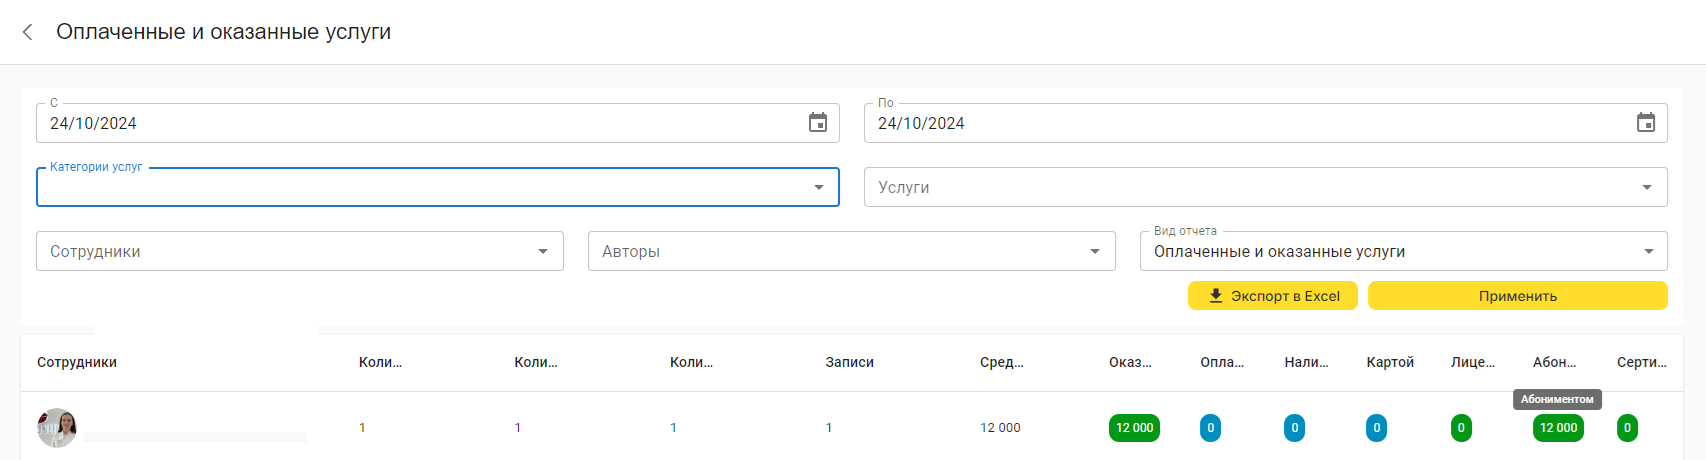 Оплаченные и оказанные услуги
С
По
24/10/2024
24/10/2024
Категории услуг
Услуги
Сотрудники
Авторы
Вид отчета
Оплаченные и оказанные услуги
Экспорт в Excel
Применить
Сотрудники Коли... Коли... Коли... Записи Сред... Оказ... Опла... Нали... Картой Лице... Абон... Серти...
Абониментом
1 1 1 1 12 000 12 000 0 0 0 0 12 000 0